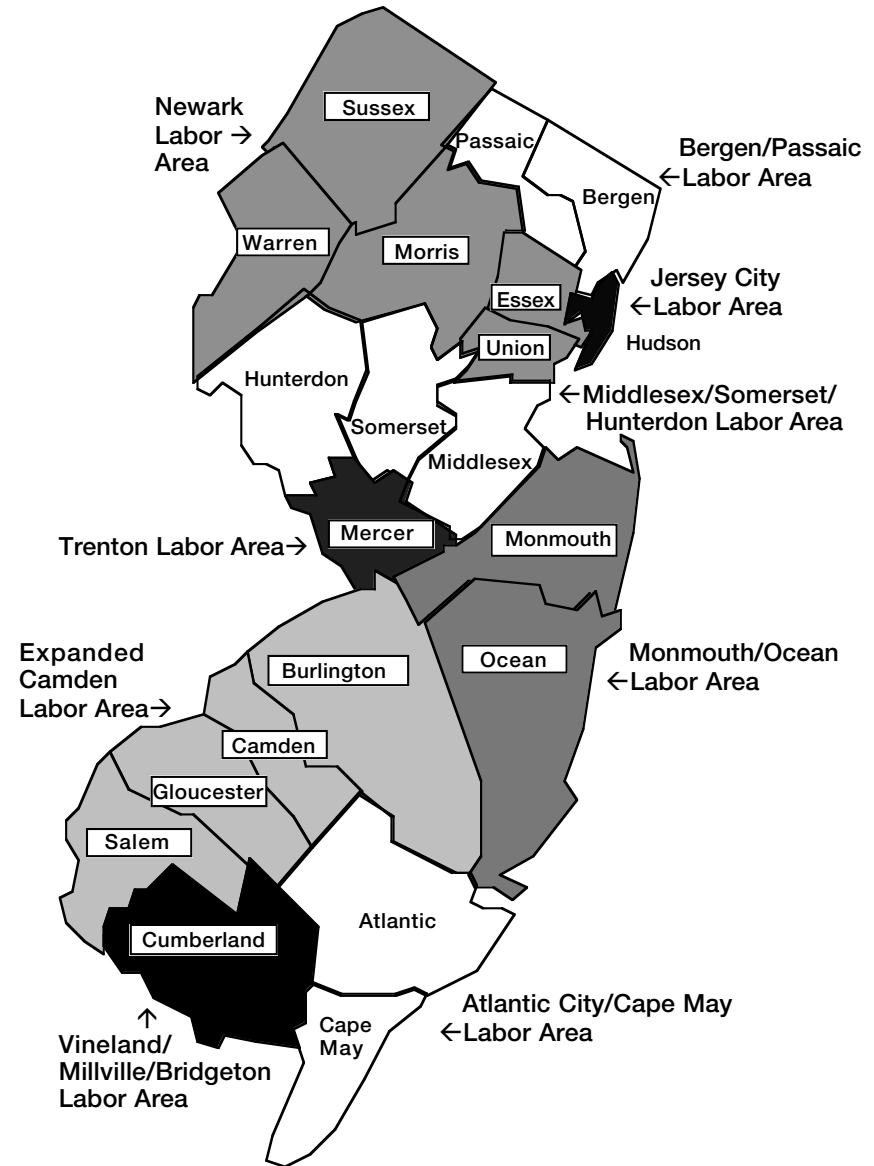 Sussex
Newark
Labor →
Area
Passaic
Bergen/Passaic
←Labor Area
Bergen
Warren
Morris
Jersey City
←Labor Area
Essex
Hudson
Union
Hunterdon
←Middlesex/Somerset/
Hunterdon Labor Area
Somerset
Middlesex
Mercer
Monmouth
Trenton Labor Area→
Expanded
Camden
Labor Area→
Burlington
Ocean
Monmouth/Ocean
←Labor Area
Camden
Gloucester
Salem
Atlantic
Cumberland
Atlantic City/Cape May
←Labor Area
Cape
May
↑
Vineland/
Millville/Bridgeton
Labor Area